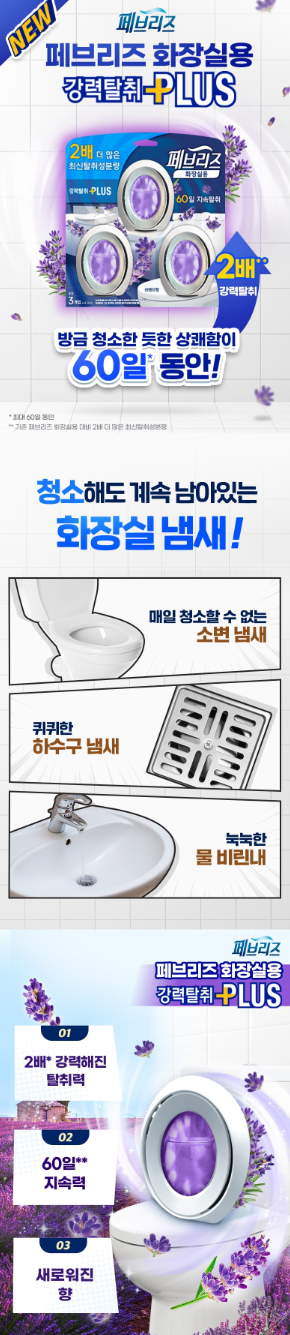 NEW
페브리즈
페브리즈 화장실용
강력탈취 +PLUS
2배 더 많은
최신탈취성분량
페브리즈
화장실용
강력탈취 +PLUS
60일 지속탈취
라벤더향
3
2배**
강력탈취
방금 청소한 듯한 상쾌함이
60일* 동안!
* 최대 60일 동안
** 기존 페브리즈 화장실용 대비 2배 더 많은 최신탈취성분량
청소해도 계속 남아있는
화장실 냄새!
매일 청소할 수 없는
소변 냄새
퀴퀴한
하수구 냄새
눅눅한
물 비린내
페브리즈
페브리즈 화장실용
강력탈취 +PLUS
01
2배* 강력해진
탈취력
02
60일**
지속력
03
새로워진
향